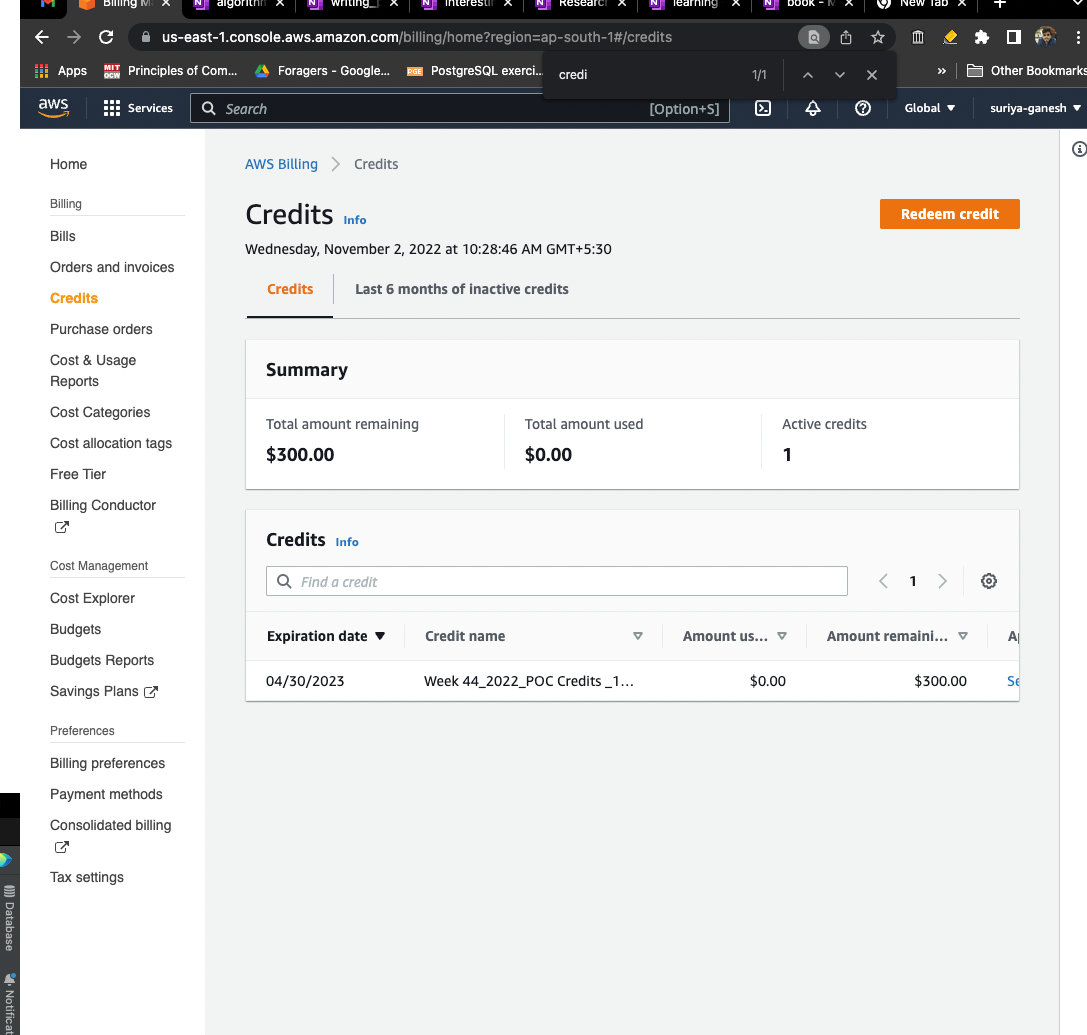 Billing M
algorithm
writing_p
interestin
Research
learning
book - M
New Tab
us-east-1.console.aws.amazon.com/billing/home?region=ap-south-1#/credits
Apps
MIT OCW Principles of Com...
Foragers - Google...
PGE PostgreSQL exerci...
credi
1/1
»
Other Bookmarks
aws
Services
Search
[Option+S]
Global
suriya-ganesh
Home
Billing
Bills
Orders and invoices
Credits
Purchase orders
Cost & Usage
Reports
Cost Categories
Cost allocation tags
Free Tier
Billing Conductor
Cost Management
Cost Explorer
Budgets
Budgets Reports
Savings Plans
Preferences
Billing preferences
Payment methods
Consolidated billing
Tax settings
AWS Billing
Credits
Credits Info
Redeem credit
Wednesday, November 2, 2022 at 10:28:46 AM GMT+5:30
Credits
Last 6 months of inactive credits
Summary
Total amount remaining
$300.00
Total amount used
$0.00
Active credits
1
Credits Info
Find a credit
1
Expiration date
Credit name
Amount us...
Amount remaini...
Ap
04/30/2023
Week 44_2022_POC Credits _1...
$0.00
$300.00
Se
Database
Notificat